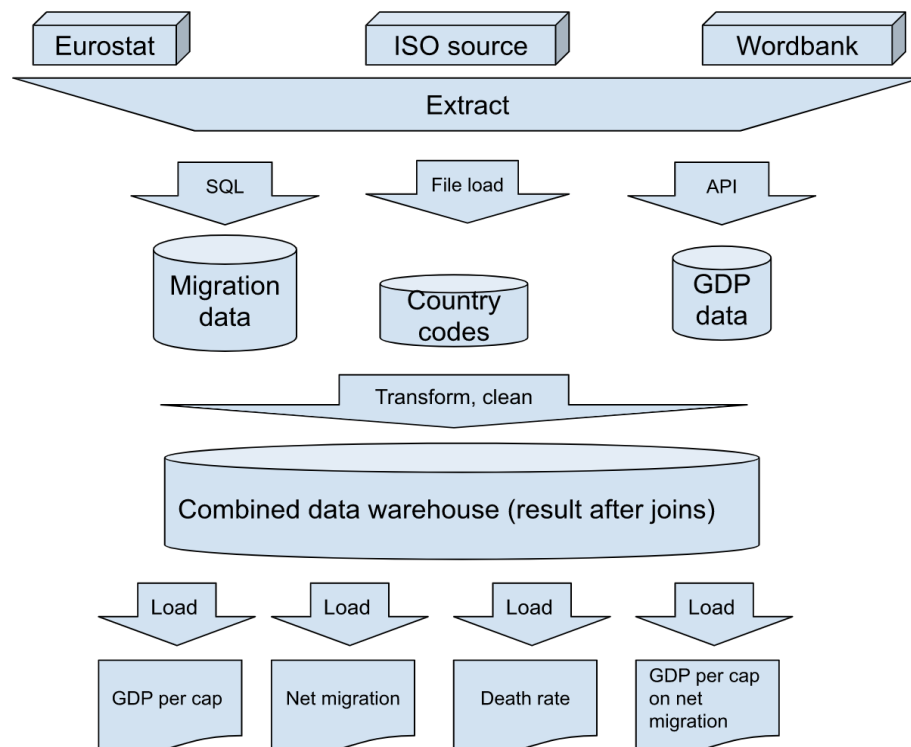 Eurostat
ISO source
Wordbank
Extract
SQL
File load
API
Migration
data
Country
codes
GDP
data
Transform, clean
Combined data warehouse (result after joins)
Load
Load
Load
Load
GDP per cap
Net migration
Death rate
GDP per cap
on net
migration